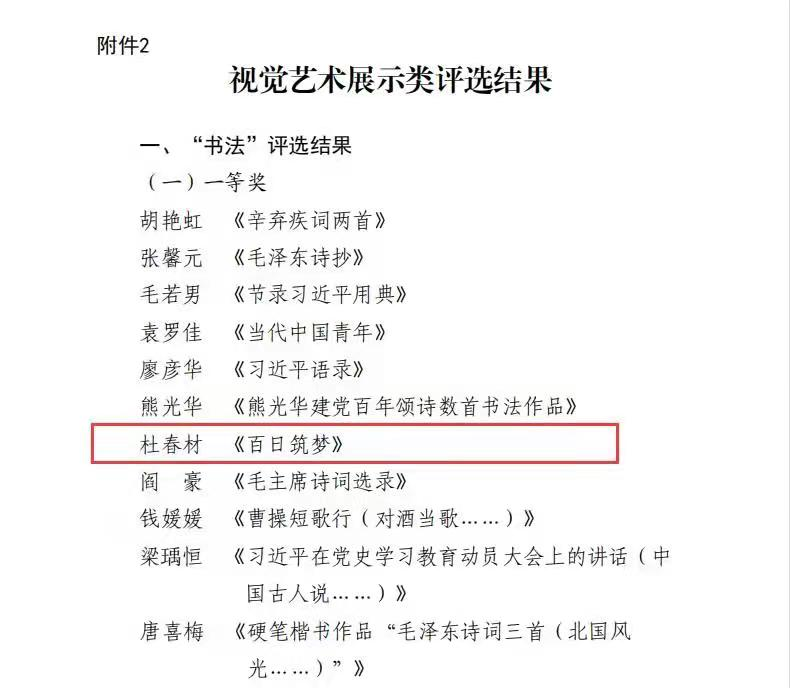 附件2
视觉艺术展示类评选结果
一、“书法”评选结果
（一）一等奖
胡艳虹 《辛弃疾词两首》
张馨元 《毛泽东诗抄》
毛若男 《节录习近平用典》
袁罗佳 《当代中国青年》
廖彦华 《习近平语录》
熊光华 《熊光华建党百年颂诗数首书法作品》
杜春材 《百日筑梦》
阎　豪 《毛主席诗词选录》
钱媛媛 《曹操短歌行（对酒当歌……）》
梁瑀恒 《习近平在党史学习教育动员大会上的讲话（中
国古人说……）》
唐喜梅 《硬笔楷书作品“毛泽东诗词三首（北国风
光……）”》